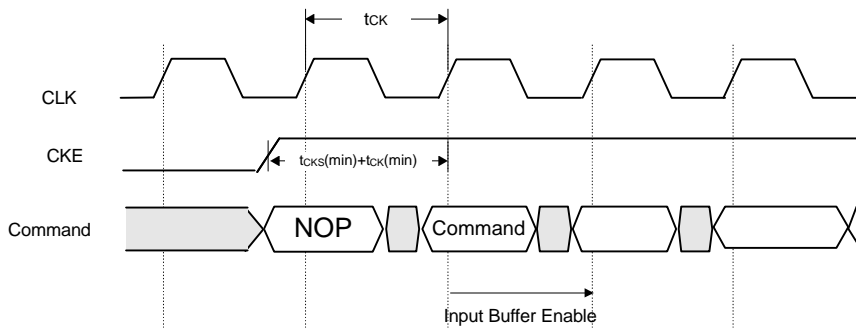 tCK
CLK
CKE
tCKS(min)+tCK(min)
Command
NOP
Command
Input Buffer Enable